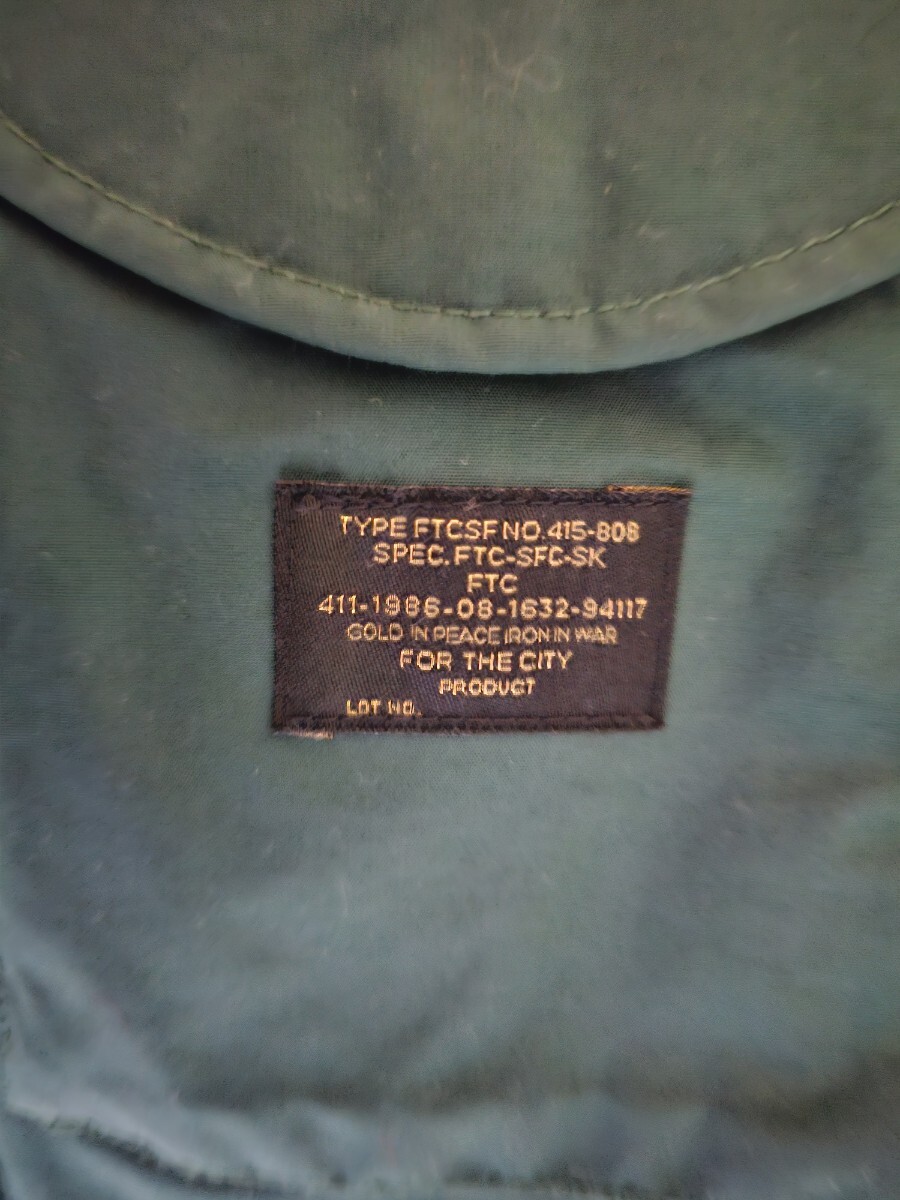 TYPE FTCSF NO. 415-808
SPEC. FTC-SFC-SK
FTC
411-1986-08-1632-94117
GOLD IN PEACE IRON IN WAR
FOR THE CITY
PRODUCT
LOT NO.